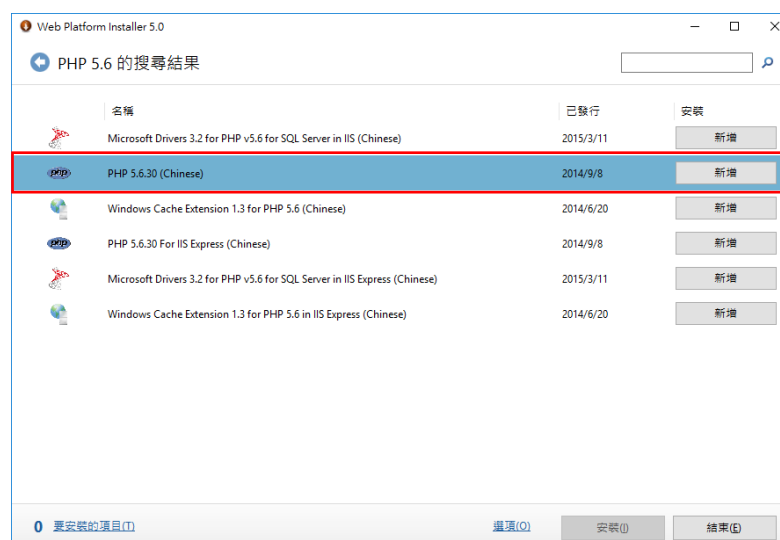 Web Platform Installer 5.0
PHP 5.6 的搜尋結果
名稱 已發行 安裝
Microsoft Drivers 3.2 for PHP v5.6 for SQL Server in IIS (Chinese) 2015/3/11 新增
php PHP 5.6.30 (Chinese) 2014/9/8 新增
Windows Cache Extension 1.3 for PHP 5.6 (Chinese) 2014/6/20 新增
php PHP 5.6.30 For IIS Express (Chinese) 2014/9/8 新增
Microsoft Drivers 3.2 for PHP v5.6 for SQL Server in IIS Express (Chinese) 2015/3/11 新增
Windows Cache Extension 1.3 for PHP 5.6 in IIS Express (Chinese) 2014/6/20 新增
0 要安裝的項目(T) 選項(O) 安裝(I) 結束(E)